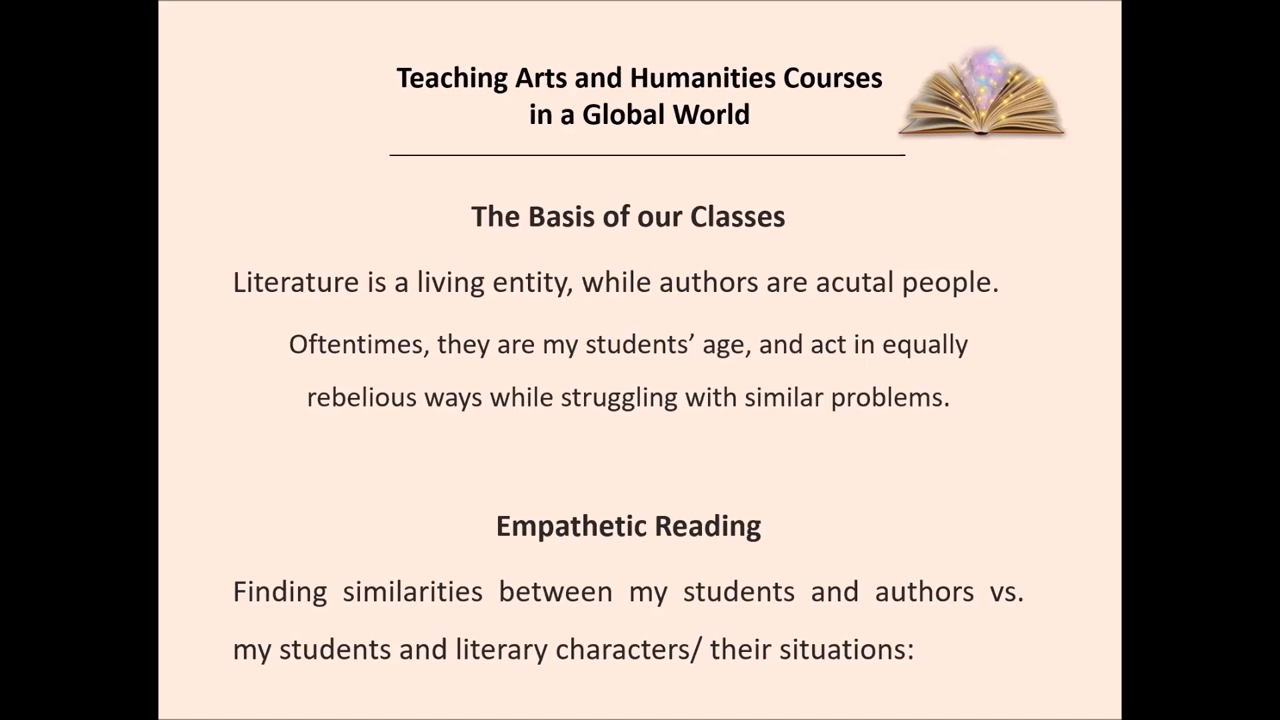 Teaching Arts and Humanities Courses
in a Global World
The Basis of our Classes
Literature is a living entity, while authors are acutal people.
Oftentimes, they are my students’ age, and act in equally
rebelious ways while struggling with similar problems.
Empathetic Reading
Finding similarities between my students and authors vs.
my students and literary characters/ their situations: